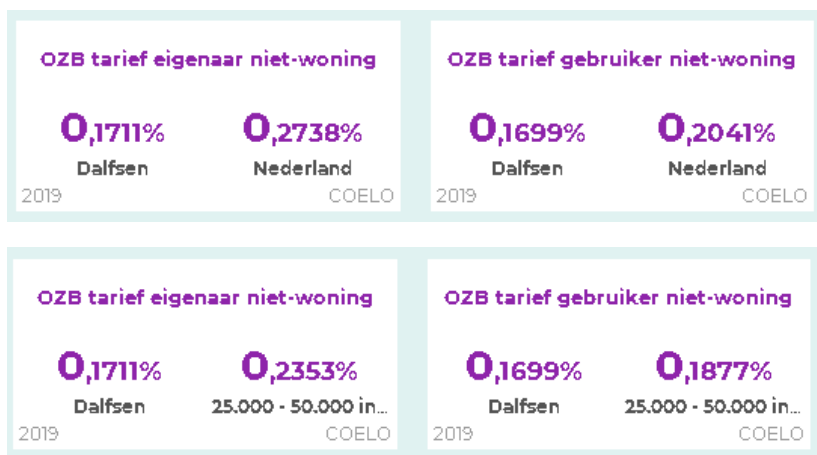 OZB tarief eigenaar niet-woning
0,1711%
0,2738%
Dalfsen
Nederland
2019
COELO
OZB tarief gebruiker niet-woning
0,1699%
0,2041%
Dalfsen
Nederland
2019
COELO
OZB tarief eigenaar niet-woning
0,1711%
0,2353%
Dalfsen
25.000 - 50.000 in...
2019
COELO
OZB tarief gebruiker niet-woning
0,1699%
0,1877%
Dalfsen
25.000 - 50.000 in...
2019
COELO